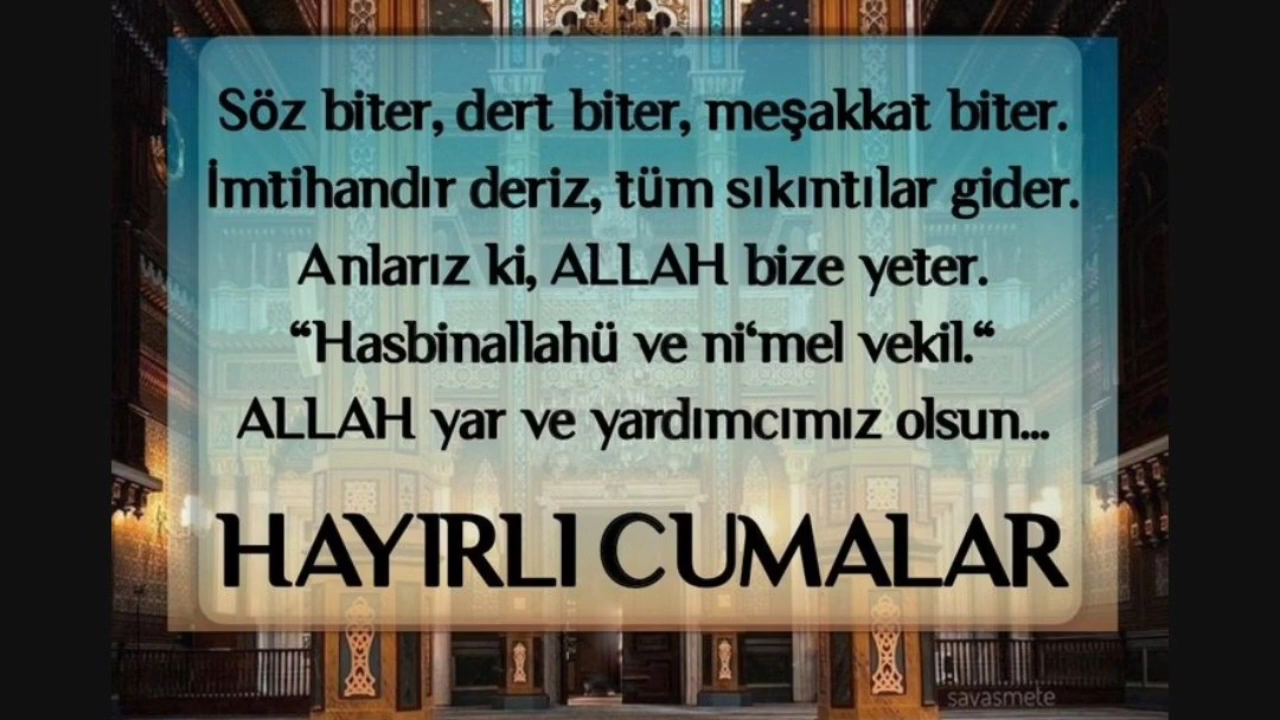 Söz biter, dert biter, meşakkat biter.
İmtihandır deriz, tüm sıkıntılar gider.
Anlarız ki, ALLAH bize yeter.
“Hasbinallahü ve ni‘mel vekil.“
ALLAH yar ve yardımcımız olsun...
HAYIRLI CUMALAR
savasmete